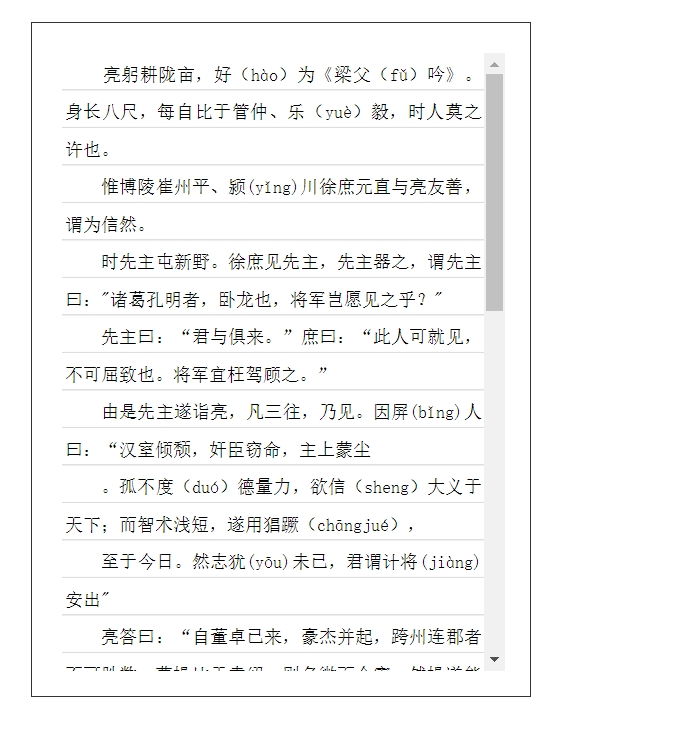 亮躬耕陇亩，好（hào）为《梁父（fǔ）吟》。
身长八尺，每自比于管仲、乐（yuè）毅，时人莫之
许也。
惟博陵崔州平、颍(yǐng)川徐庶元直与亮友善，
谓为信然。
时先主屯新野。徐庶见先主，先主器之，谓先主
曰："诸葛孔明者，卧龙也，将军岂愿见之乎？"
先主曰：“君与俱来。”庶曰：“此人可就见，
不可屈致也。将军宜枉驾顾之。”
由是先主遂诣亮，凡三往，乃见。因屏(bǐng)人
曰：“汉室倾颓，奸臣窃命，主上蒙尘
。孤不度（duó）德量力，欲信（sheng）大义于
天下；而智术浅短，遂用猖蹶（chāngjué），
至于今日。然志犹(yōu)未已，君谓计将(jiàng)
安出"
亮答曰：“自董卓已来，豪杰并起，跨州连郡者